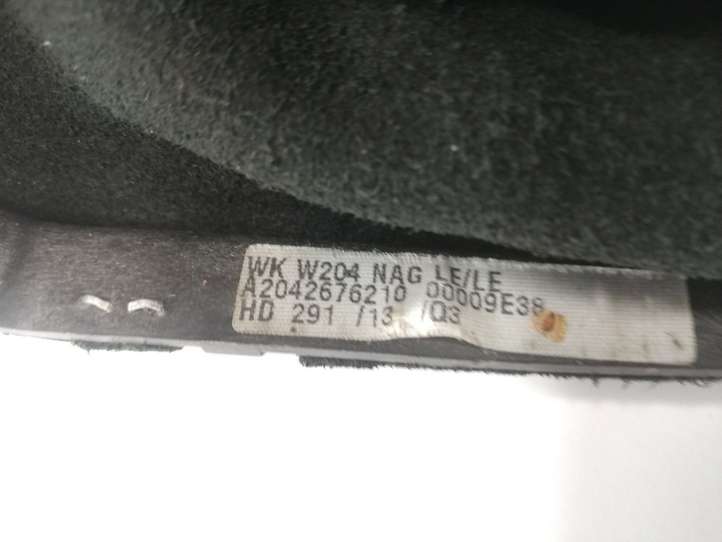 WK W204 NAG LE/LE
A2042676210 00009E38
HD 291 /13 /Q3